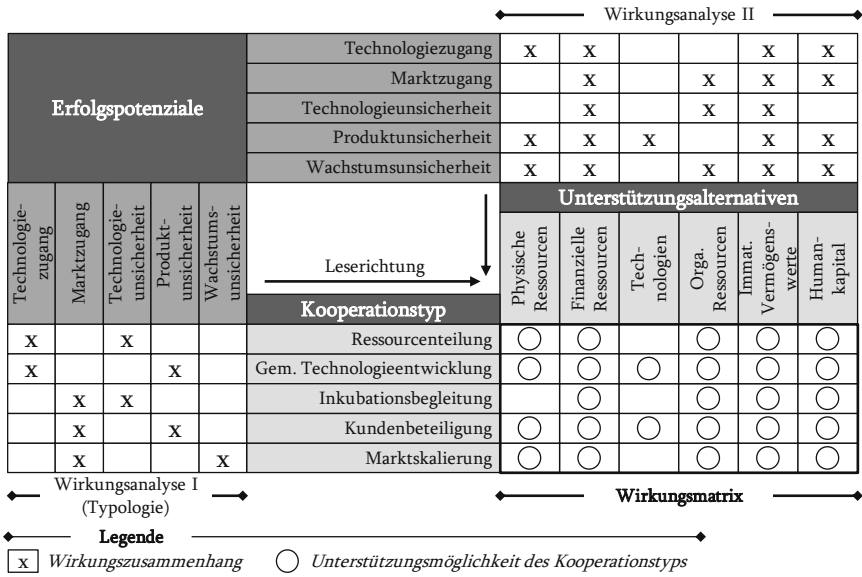 Wirkungsanalyse II
Erfolgspotenziale
Technologiezugang x x x x
Marktzugang x x x x
Technologieunsicherheit x x x
Produktunsicherheit x x x x x
Wachstumsunsicherheit x x x x x
Technologie-
zugang
Marktzugang
Technologie-
unsicherheit
Produkt-
unsicherheit
Wachstums-
unsicherheit
Leserichtung
Unterstützungsalternativen
Physische
Ressourcen
Finanzielle
Ressourcen
Tech-
nologien
Orga.
Ressourcen
Immat.
Vermögens-
werte
Human-
kapital
Kooperationstyp
x x Ressourcenteilung
x x Gem. Technologieentwicklung
x x Inkubationsbegleitung
x x Kundenbeteiligung
x x Marktskalierung
Wirkungsanalyse I
(Typologie)
Wirkungsmatrix
Legende
x Wirkungszusammenhang Unterstützungsmöglichkeit des Kooperationstyps